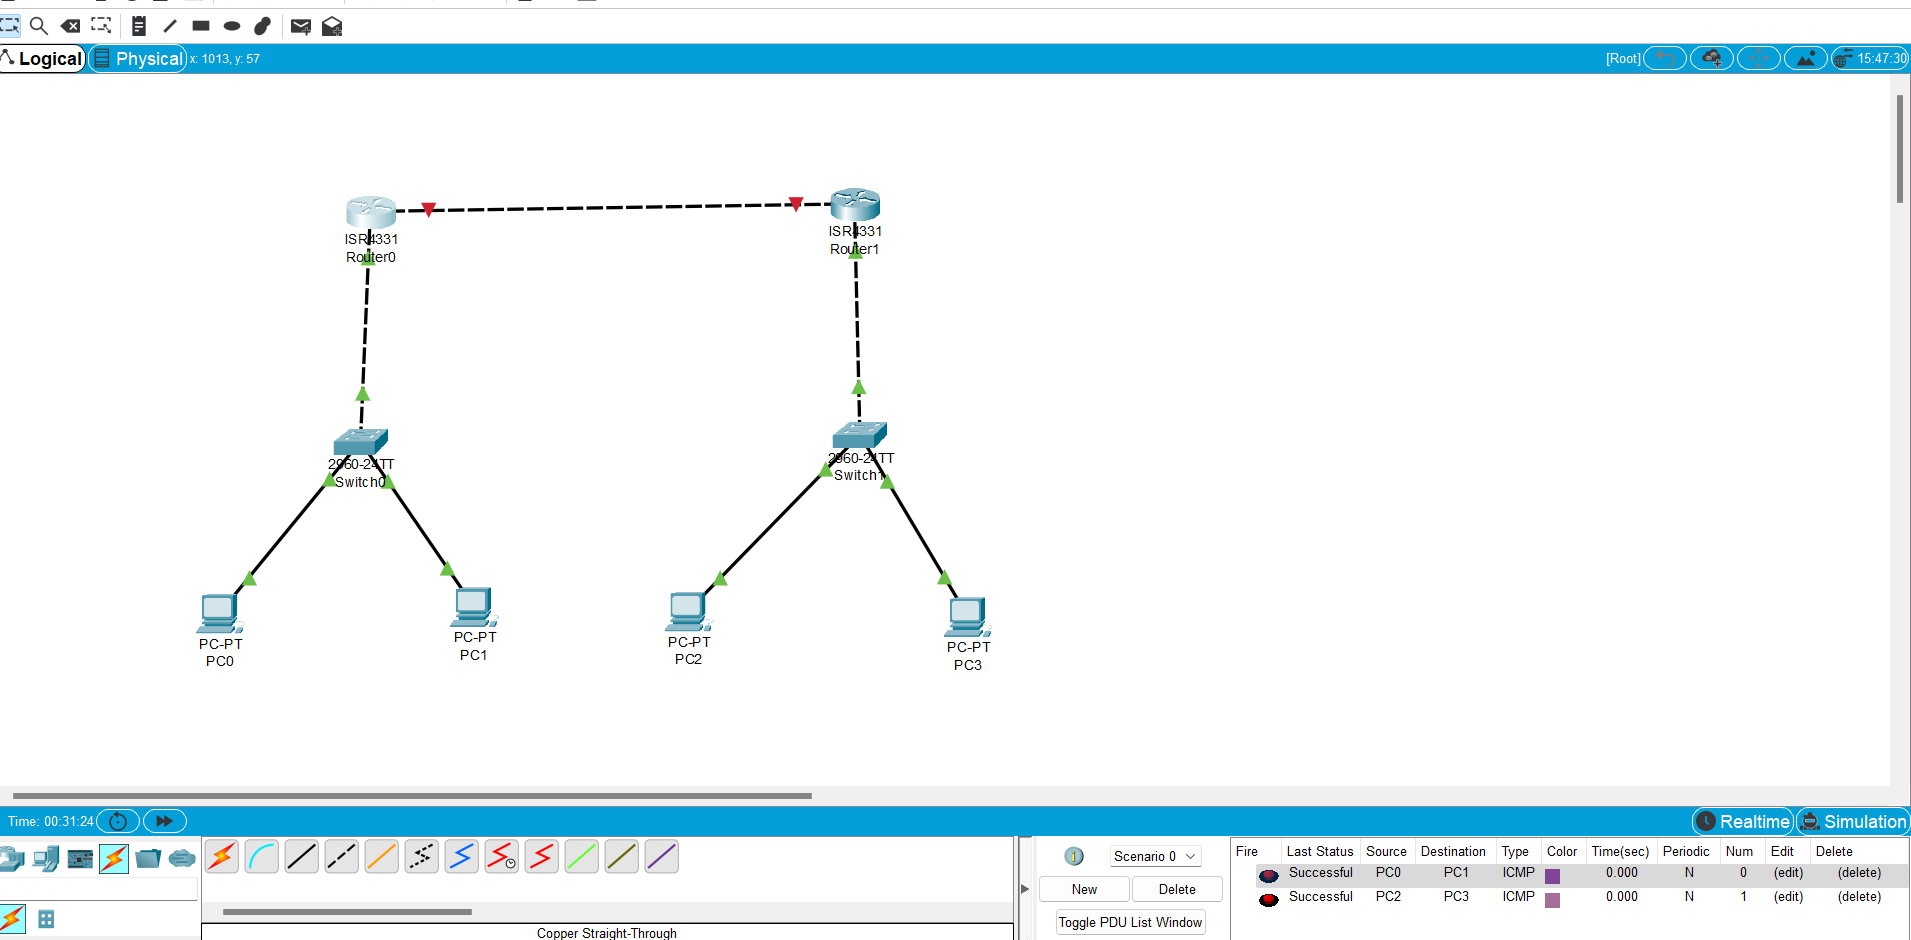 Logical Physical x: 1013, y: 57 [Root] 15:47:30
ISR4331
Router0
ISR4331
Router1
2960-24TT
Switch0
2960-24TT
Switch1
PC-PT
PC0
PC-PT
PC1
PC-PT
PC2
PC-PT
PC3
Time: 00:31:24 Realtime Simulation
Scenario 0
New Delete
Toggle PDU List Window
Fire Last Status Source Destination Type Color Time(sec) Periodic Num Edit Delete
Successful PC0 PC1 ICMP 0.000 N 0 (edit) (delete)
Successful PC2 PC3 ICMP 0.000 N 1 (edit) (delete)
Copper Straight-Through